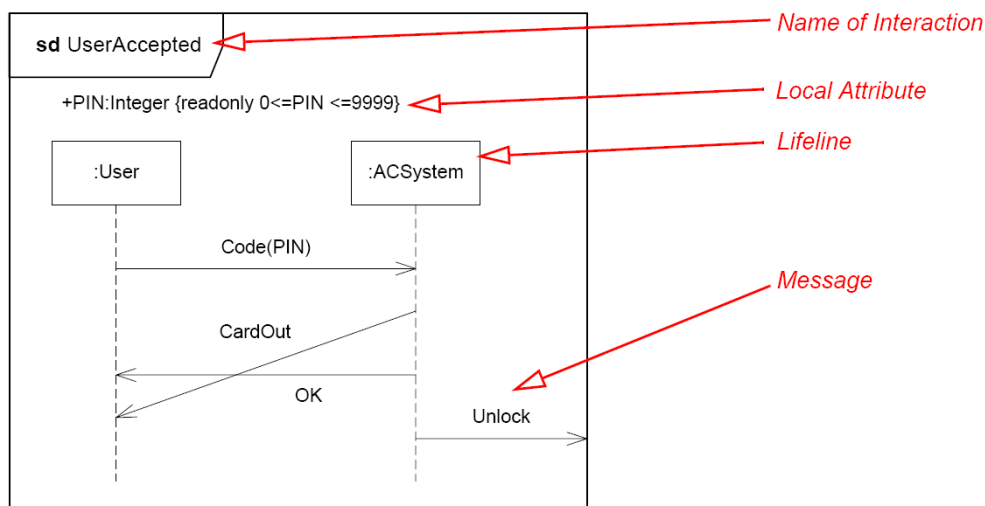 Name of Interaction
sd UserAccepted
+PIN:Integer {readonly 0<=PIN <=9999}
Local Attribute
Lifeline
:User
:ACSystem
Code(PIN)
Message
CardOut
OK
Unlock